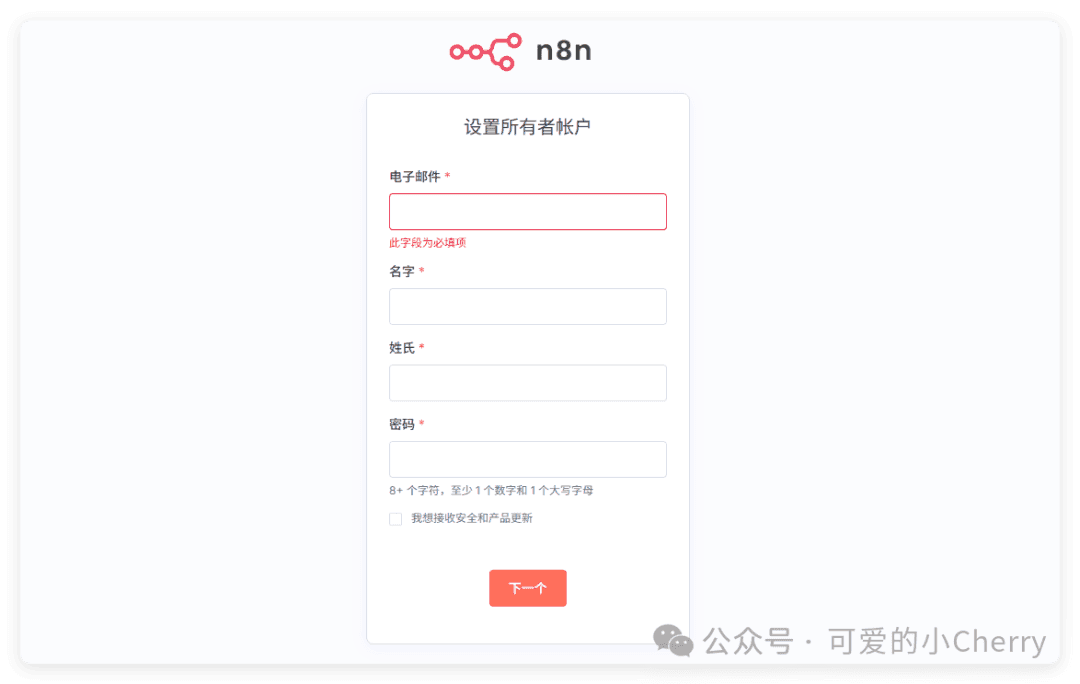 n8n
设置所有者帐户
电子邮件 *
此字段为必填项
名字 *
姓氏 *
密码 *
8+ 个字符，至少 1 个数字和 1 个大写字母
我想接收安全和产品更新
下一个
公众号 · 可爱的小Cherry